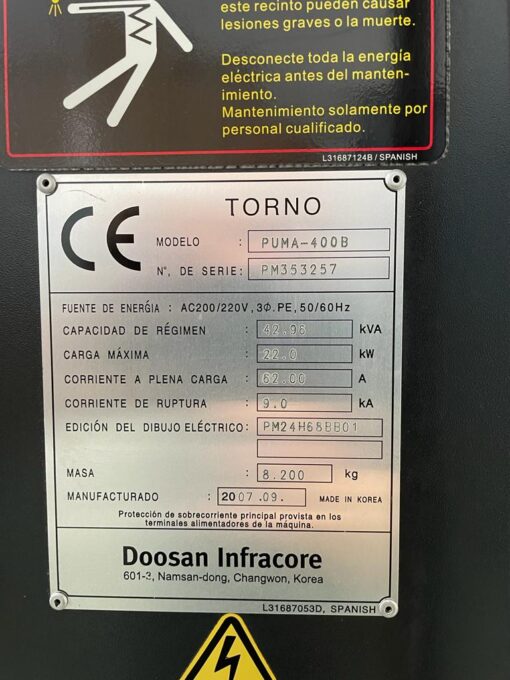 este recinto pueden causar
lesiones graves o la muerte.
Desconecte toda la energía
eléctrica antes del manten-
imiento.
Mantenimiento solamente por
personal cualificado.
L31687124B / SPANISH
CE
TORNO
MODELO : PUMA-400B
N°, DE SERIE: PM353257
FUENTE DE ENERGÍA : AC200/220V, 3Φ.PE, 50/60Hz
CAPACIDAD DE RÉGIMEN : 42.96 kVA
CARGA MÁXIMA : 22.0 kW
CORRIENTE A PLENA CARGA : 62.00 A
CORRIENTE DE RUPTURA : 9.0 kA
EDICIÓN DEL DIBUJO ELÉCTRICO: PM24H68BB01
MASA : 8.200 kg
MANUFACTURADO : 2007.09. MADE IN KOREA
Protección de sobrecorriente principal provista en los
terminales alimentadores de la máquina.
Doosan Infracore
601-3, Namsan-dong, Changwon, Korea
L31687053D, SPANISH